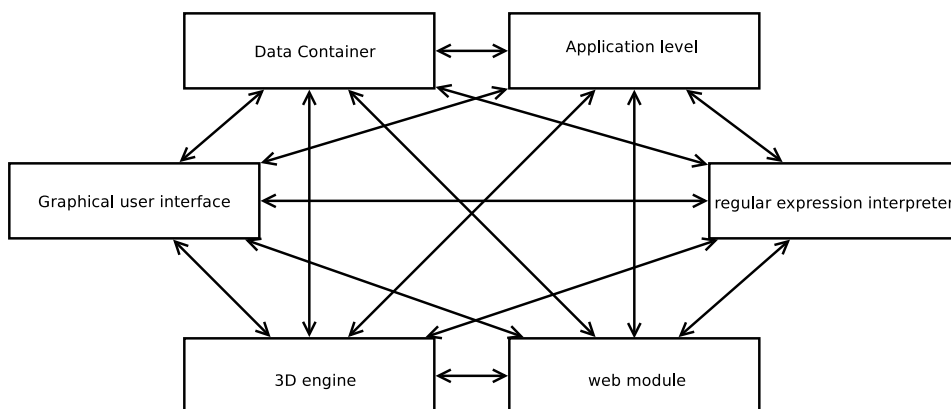 Data Container
Application level
Graphical user interface
regular expression interpreter
3D engine
web module